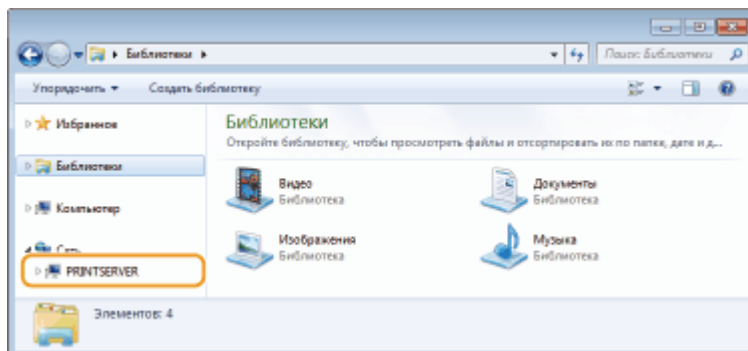 Библиотеки
Поиск: Библиотеки
Упорядочить
Создать библиотеку
Избранное
Библиотеки
Компьютер
Сеть
PRINTSERVER
Библиотеки
Откройте библиотеку, чтобы просмотреть файлы и отсортировать их по папке, дате и д...
Видео
Библиотека
Документы
Библиотека
Изображения
Библиотека
Музыка
Библиотека
Элементов: 4